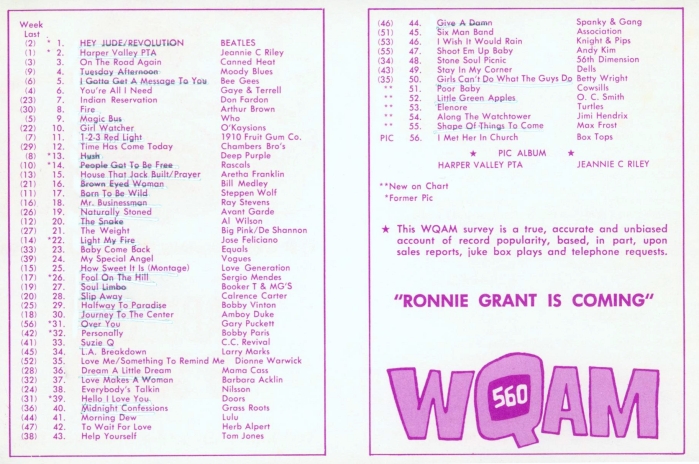 Week
Last
(2) * 1. HEY JUDE/REVOLUTION BEATLES
(1) * 2. Harper Valley PTA Jeannie C Riley
(3) 3. On The Road Again Canned Heat
(9) 4. Tuesday Afternoon Moody Blues
(6) 5. I Gotta Get A Message To You Bee Gees
(4) 6. You're All I Need Gaye & Terrell
(23) 7. Indian Reservation Don Fardon
(30) 8. Fire Arthur Brown
(5) 9. Magic Bus Who
(22) 10. Girl Watcher O'Kaysions
(7) 11. 1-2-3 Red Light 1910 Fruit Gum Co.
(29) 12. Time Has Come Today Chambers Bro's
(8) *13. Hush Deep Purple
(10) *14. People Got To Be Free Rascals
(13) 15. House That Jack Built/Prayer Aretha Franklin
(21) 16. Brown Eyed Woman Bill Medley
(11) 17. Born To Be Wild Steppen Wolf
(16) 18. Mr. Businessman Ray Stevens
(26) 19. Naturally Stoned Avant Garde
(12) 20. The Snake Al Wilson
(27) 21. The Weight Big Pink/De Shannon
(14) *22. Light My Fire Jose Feliciano
(33) 23. Baby Come Back Equals
(39) 24. My Special Angel Vogues
(15) 25. How Sweet It Is (Montage) Love Generation
(17) *26. Fool On The Hill Sergio Mendes
(19) 27. Soul Limbo Booker T & MG'S
(20) 28. Slip Away Calrence Carter
(25) 29. Halfway To Paradise Bobby Vinton
(18) 30. Journey To The Center Amboy Duke
(56) *31. Over You Gary Puckett
(42) *32. Personally Bobby Paris
(41) 33. Suzie Q C.C. Revival
(45) 34. L.A. Breakdown Larry Marks
(52) 35. Love Me/Something To Remind Me Dionne Warwick
(28) 36. Dream A Little Dream Mama Cass
(32) 37. Love Makes A Woman Barbara Acklin
(24) 38. Everybody's Talkin Nilsson
(31) *39. Hello I Love You Doors
(36) 40. Midnight Confessions Grass Roots
(44) 41. Morning Dew Lulu
(47) 42. To Wait For Love Herb Alpert
(38) 43. Help Yourself Tom Jones
(46) 44. Give A Damn Spanky & Gang
(51) 45. Six Man Band Association
(53) 46. I Wish It Would Rain Knight & Pips
(55) 47. Shoot Em Up Baby Andy Kim
(34) 48. Stone Soul Picnic 56th Dimension
(43) 49. Stay In My Corner Dells
(35) 50. Girls Can't Do What The Guys Do Betty Wright
** 51. Poor Baby Cowsills
** 52. Little Green Apples O. C. Smith
** 53. Elenore Turtles
** 54. Along The Watchtower Jimi Hendrix
** 55. Shape Of Things To Come Max Frost
PIC 56. I Met Her In Church Box Tops
★ PIC ALBUM ★
HARPER VALLEY PTA JEANNIE C RILEY
**New on Chart
*Former Pic
★ This WQAM survey is a true, accurate and unbiased
account of record popularity, based, in part, upon
sales reports, juke box plays and telephone requests.
"RONNIE GRANT IS COMING"
WQAM
560